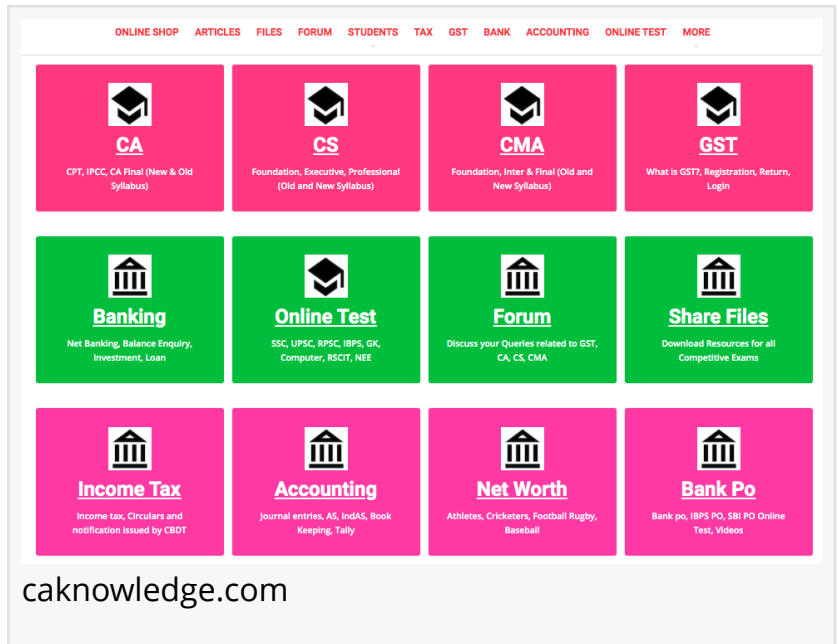 ONLINE SHOP ARTICLES FILES FORUM STUDENTS TAX GST BANK ACCOUNTING ONLINE TEST MORE
CA
CPT, IPCC, CA Final (New & Old
Syllabus)
CS
Foundation, Executive, Professional
(Old and New Syllabus)
CMA
Foundation, Inter & Final (Old and
New Syllabus)
GST
What is GST?, Registration, Return,
Login
Banking
Net Banking, Balance Enquiry,
Investment, Loan
Online Test
SSC, UPSC, RPSC, IBPS, GK,
Computer, RSCIT, NEE
Forum
Discuss your Queries related to GST,
CA, CS, CMA
Share Files
Download Resources for all
Competitive Exams
Income Tax
Income tax, Circulars and
notification issued by CBDT
Accounting
Journal entries, AS, IndAS, Book
Keeping, Tally
Net Worth
Athletes, Cricketers, Football Rugby,
Baseball
Bank Po
Bank po, IBPS PO, SBI PO Online
Test, Videos
caknowledge.com